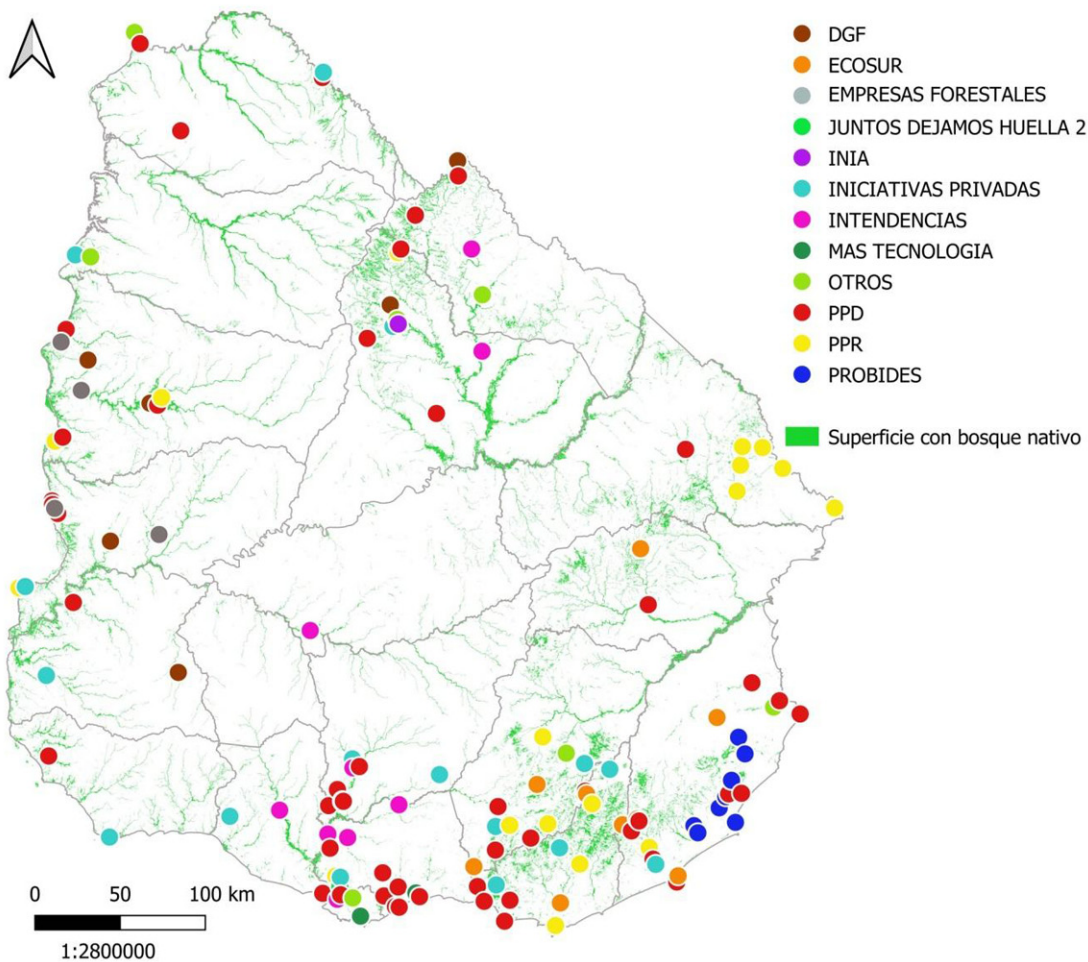 DGF
ECOSUR
EMPRESAS FORESTALES
JUNTOS DEJAMOS HUELLA 2
INIA
INICIATIVAS PRIVADAS
INTENDENCIAS
MAS TECNOLOGIA
OTROS
PPD
PPR
PROBIDES
Superficie con bosque nativo
0 50 100 km
1:2800000